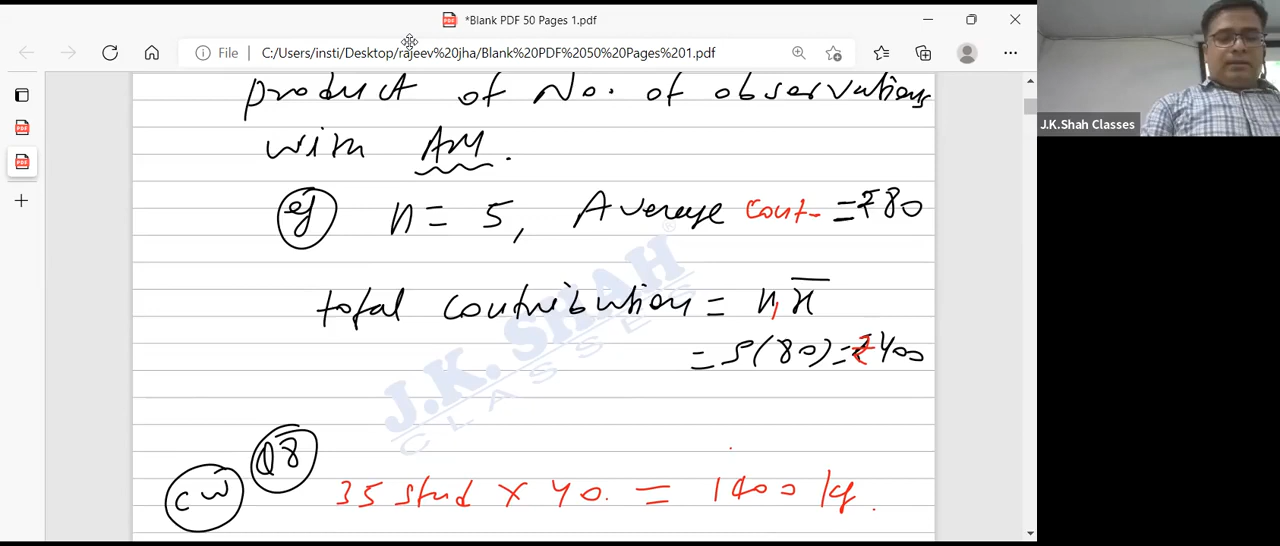 *Blank PDF 50 Pages 1.pdf
File C:/Users/insti/Desktop/rajeev%20jha/Blank%20PDF%2050%20Pages%201.pdf
J.K.Shah Classes
product of No. of observations
with AM.
eg n = 5, Average cont- = ₹80
total contribution = n, x̄
= 5(80) = ₹400
J.K. SHAH ®
CLASSES
Q8
CW 35 stud × 40. = 1400 kg.